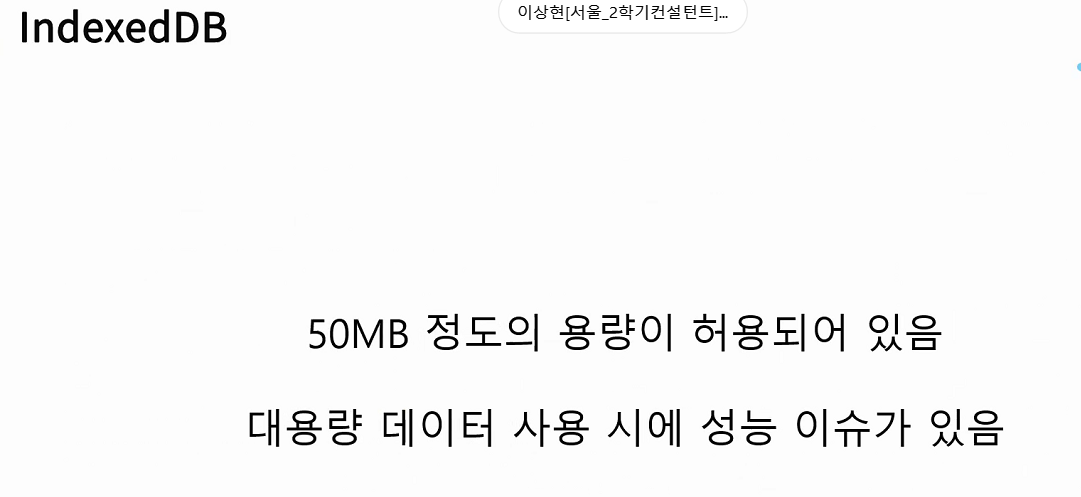 IndexedDB
이상현[서울_2학기컨설턴트]...
50MB 정도의 용량이 허용되어 있음
대용량 데이터 사용 시에 성능 이슈가 있음